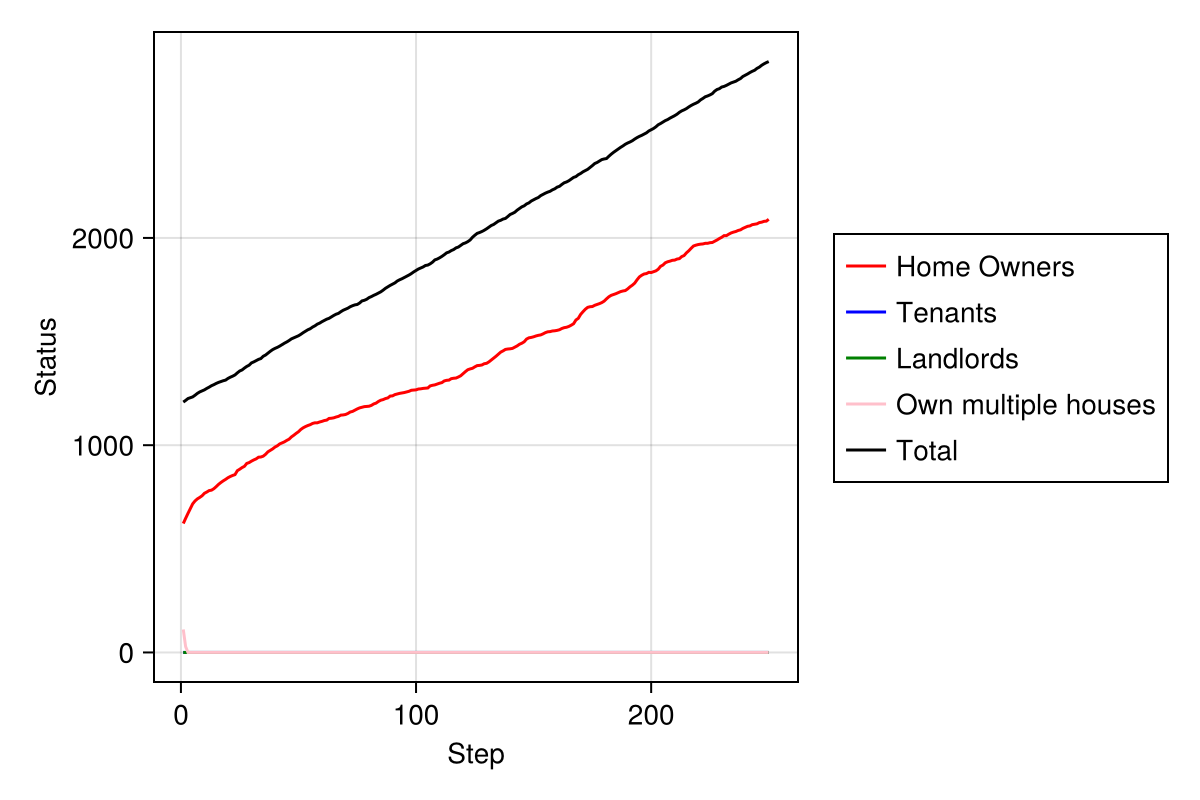 2000
1000
0
Status
0
100
200
Step
Home Owners
Tenants
Landlords
Own multiple houses
Total